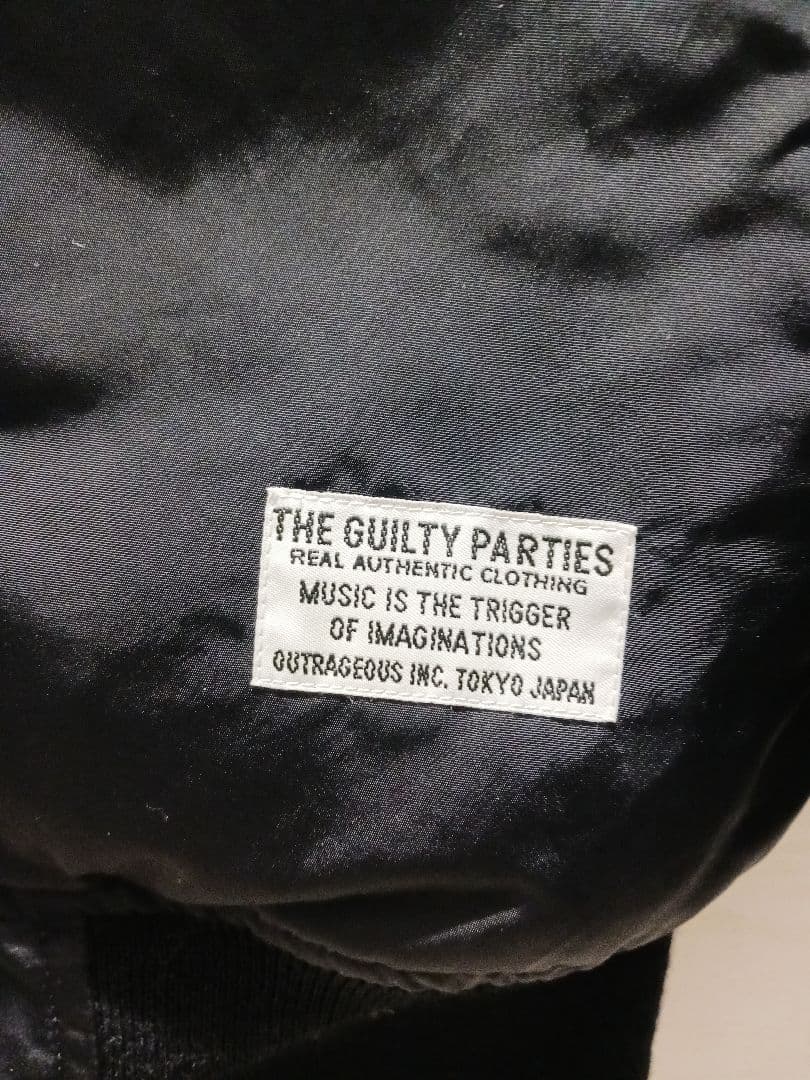 THE GUILTY PARTIES
REAL AUTHENTIC CLOTHING
MUSIC IS THE TRIGGER
OF IMAGINATIONS
OUTRAGEOUS INC. TOKYO JAPAN